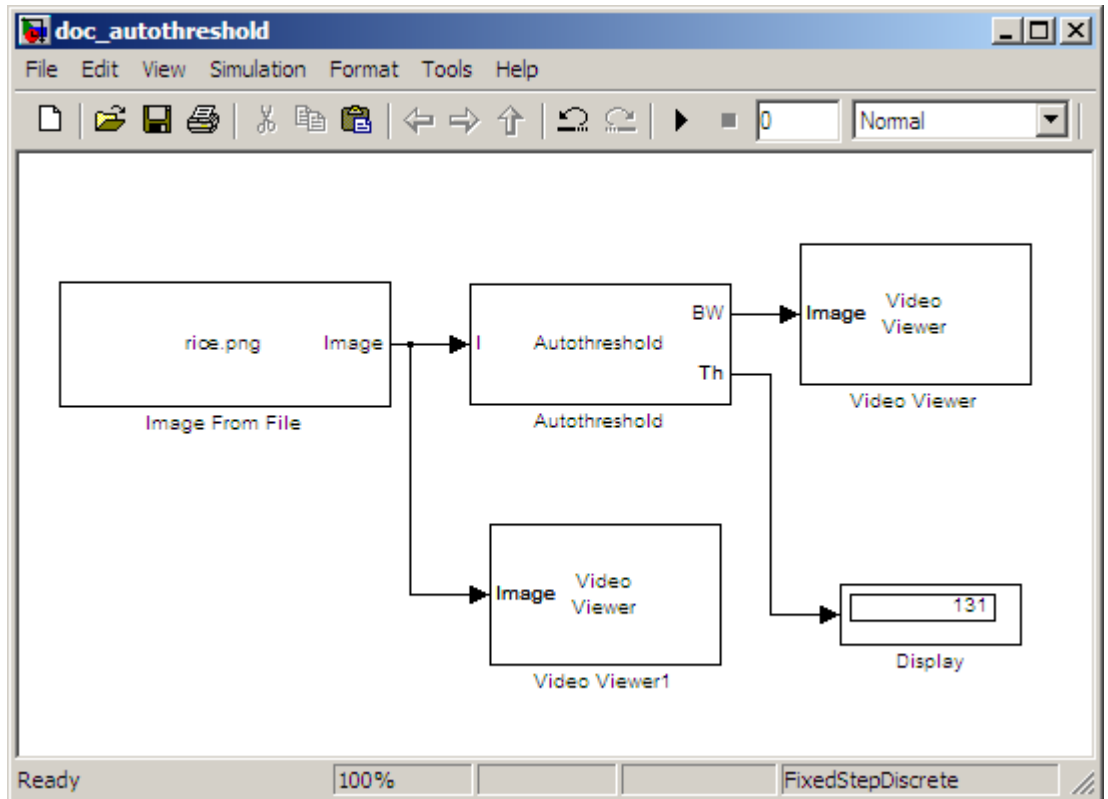 doc_autothreshold
File Edit View Simulation Format Tools Help
0 Normal
rice.png Image
Image From File
I Autothreshold BW Th
Autothreshold
Image Video Viewer
Video Viewer
Image Video Viewer
Video Viewer1
131
Display
Ready 100% FixedStepDiscrete